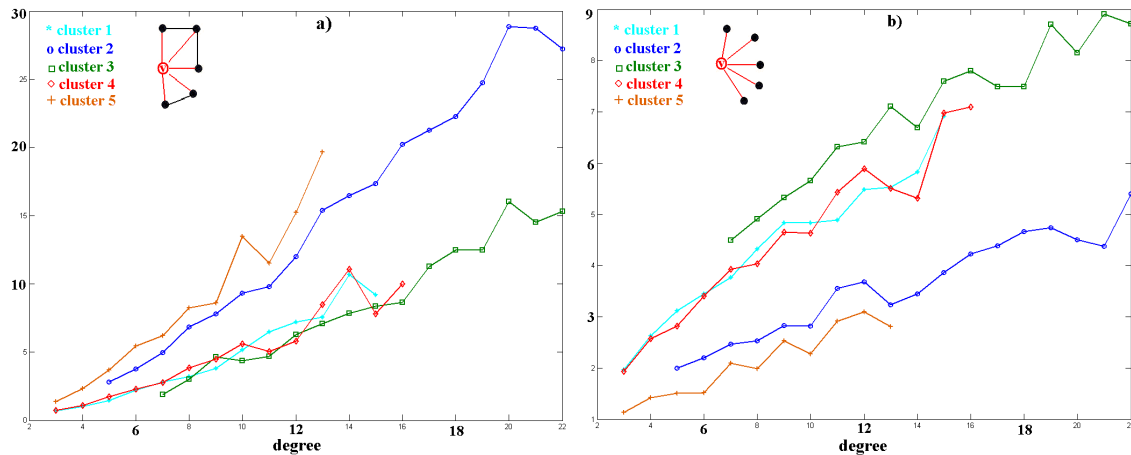 a)
* cluster 1
o cluster 2
cluster 3
cluster 4
+ cluster 5
V
30
25
20
15
10
5
0
2 4 6 8 10 12 14 16 18 20 22
degree
b)
* cluster 1
o cluster 2
cluster 3
cluster 4
+ cluster 5
V
9
8
7
6
5
4
3
2
1
2 4 6 8 10 12 14 16 18 20 22
degree